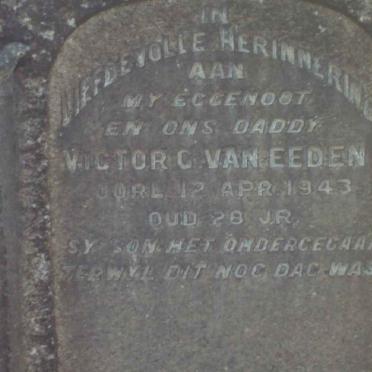 IN
LIEFDEVOLLE HERINNERING
AAN
MY EGGENOOT
EN ONS DADDY
VICTOR C. VAN EEDEN
OORL. 12 APR. 1943
OUD 28 JR.
SY SON HET ONDERGEGAAN
TERWYL DIT NOG DAG WAS